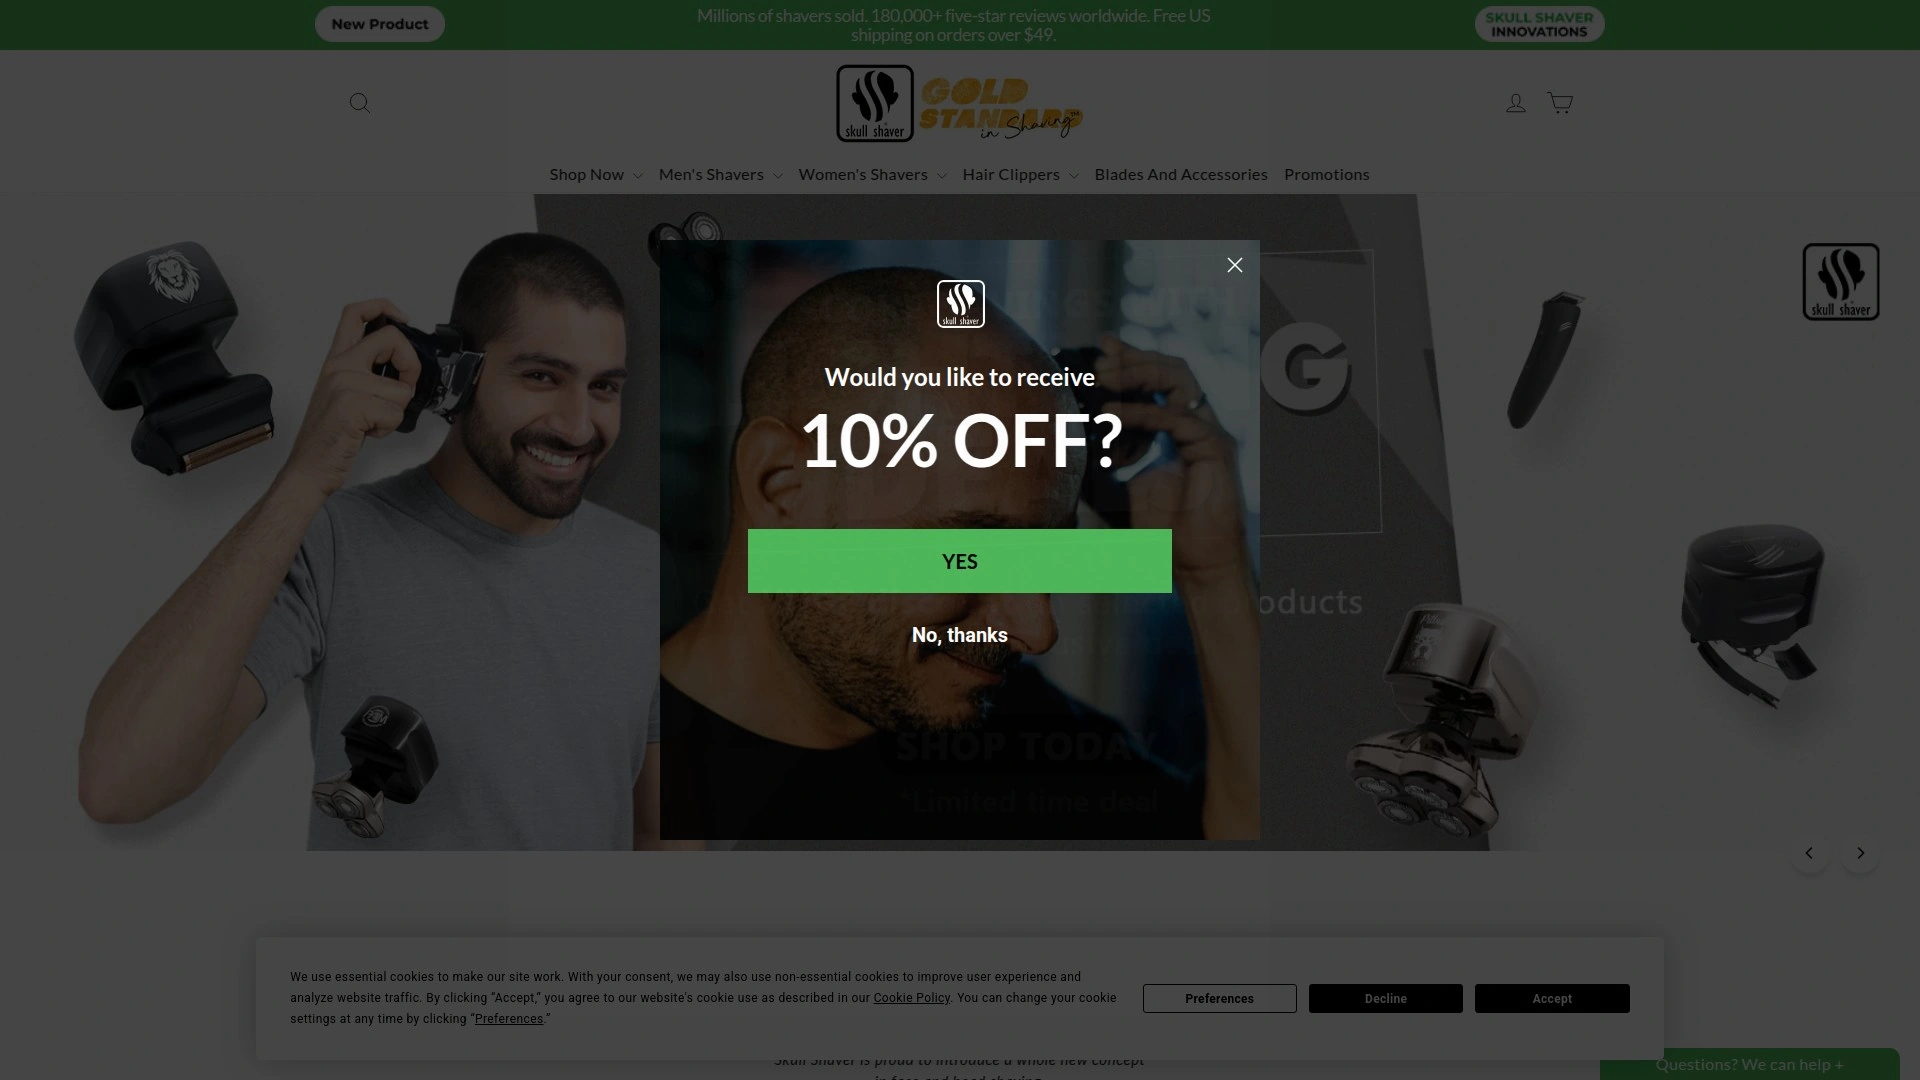 New Product
Millions of shavers sold. 180,000+ five-star reviews worldwide. Free US
shipping on orders over $49.
SKULL SHAVER
INNOVATIONS
skull shaver
GOLD
STANDARD
in Shaving™
Shop Now
Men's Shavers
Women's Shavers
Hair Clippers
Blades And Accessories
Promotions
skull shaver
skull shaver
G
Would you like to receive
10% OFF?
YES
oducts
No, thanks
SHOP TODAY
*Limited time deal
We use essential cookies to make our site work. With your consent, we may also use non-essential cookies to improve user experience and
analyze website traffic. By clicking “Accept,” you agree to our website's cookie use as described in our Cookie Policy. You can change your cookie
settings at any time by clicking “Preferences.”
Preferences
Decline
Accept
Skull Shaver is proud to introduce a whole new concept
in face and head shaving
Questions? We can help +